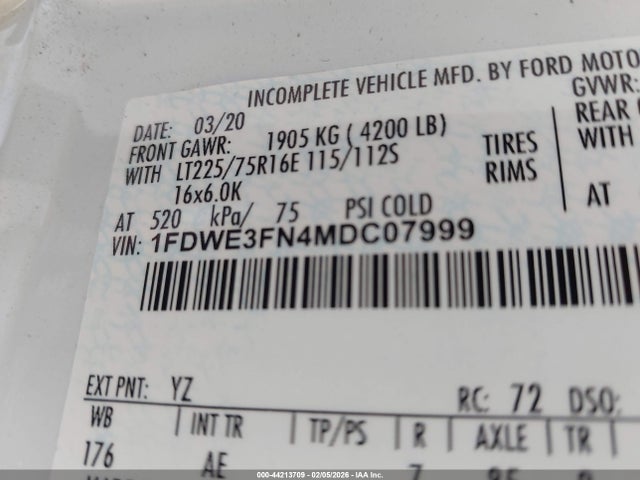 INCOMPLETE VEHICLE MFD. BY FORD MOTO
DATE: 03/20 GVWR:
FRONT GAWR: 1905 KG ( 4200 LB) REAR
WITH LT225/75R16E 115/112S TIRES WITH
16x6.0K RIMS
AT 520 kPa/ 75 PSI COLD AT
VIN: 1FDWE3FN4MDC07999
EXT PNT: YZ RC: 72 DSO:
WB INT TR TP/PS R AXLE TR
176 AE 7
000-44213709 - 02/05/2026 - IAA Inc.